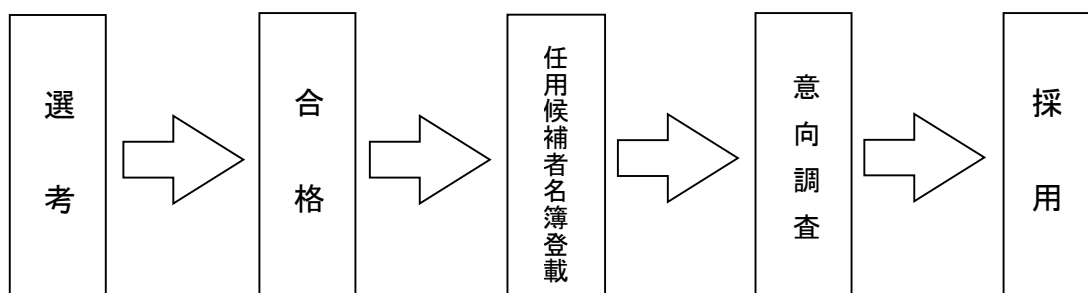 選考
合格
任用候補者名簿登載
意向調査
採用